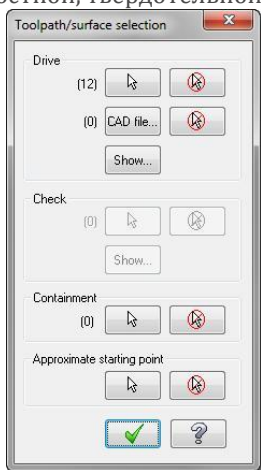 Toolpath/surface selection
Drive
(12)
(0) CAD file...
Show...
Check
(0)
Show...
Containment
(0)
Approximate starting point